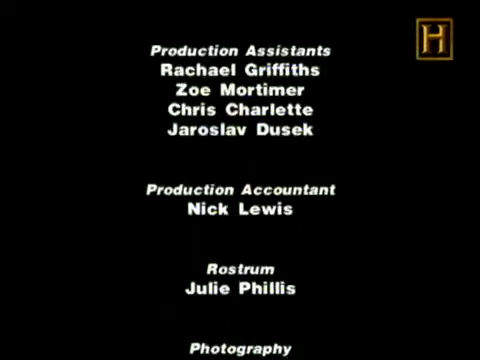 Production Assistants
Rachael Griffiths
Zoe Mortimer
Chris Charlette
Jaroslav Dusek
Production Accountant
Nick Lewis
Rostrum
Julie Phillis
Photography
H